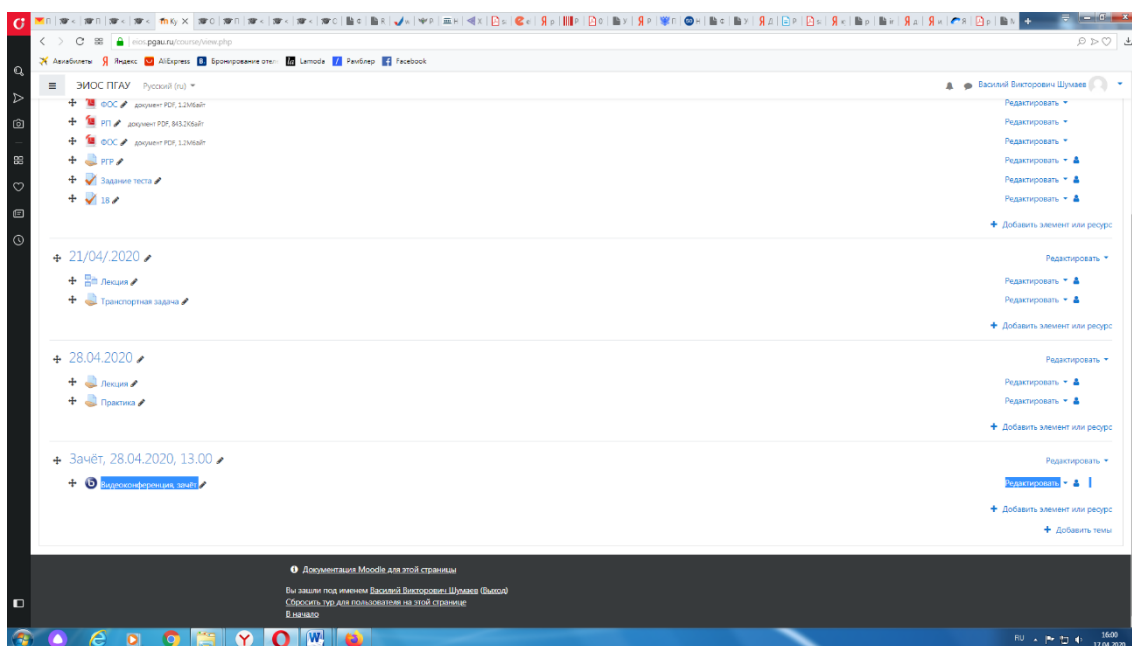 eios.pgau.ru/course/view.php
Авиабилеты Яндекс AliExpress Бронирование отел Lamoda Рамблер Facebook
ЭИОС ПГАУ Русский (ru) Василий Викторович Шумаев
ФОС документ PDF, 1.2Мбайт Редактировать
РП документ PDF, 843.2Кбайт Редактировать
ФОС документ PDF, 1.2Мбайт Редактировать
РГР Редактировать
Задание теста Редактировать
18 Редактировать
Добавить элемент или ресурс
21/04/.2020 Редактировать
Лекция Редактировать
Транспортная задача Редактировать
Добавить элемент или ресурс
28.04.2020 Редактировать
Лекция Редактировать
Практика Редактировать
Добавить элемент или ресурс
Зачёт, 28.04.2020, 13.00 Редактировать
Видеоконференция, зачёт Редактировать
Добавить элемент или ресурс
Добавить темы
Документация Moodle для этой страницы
Вы зашли под именем Василий Викторович Шумаев (Выход)
Сбросить тур для пользователя на этой странице
В начало
RU 16:00
17.04.2020